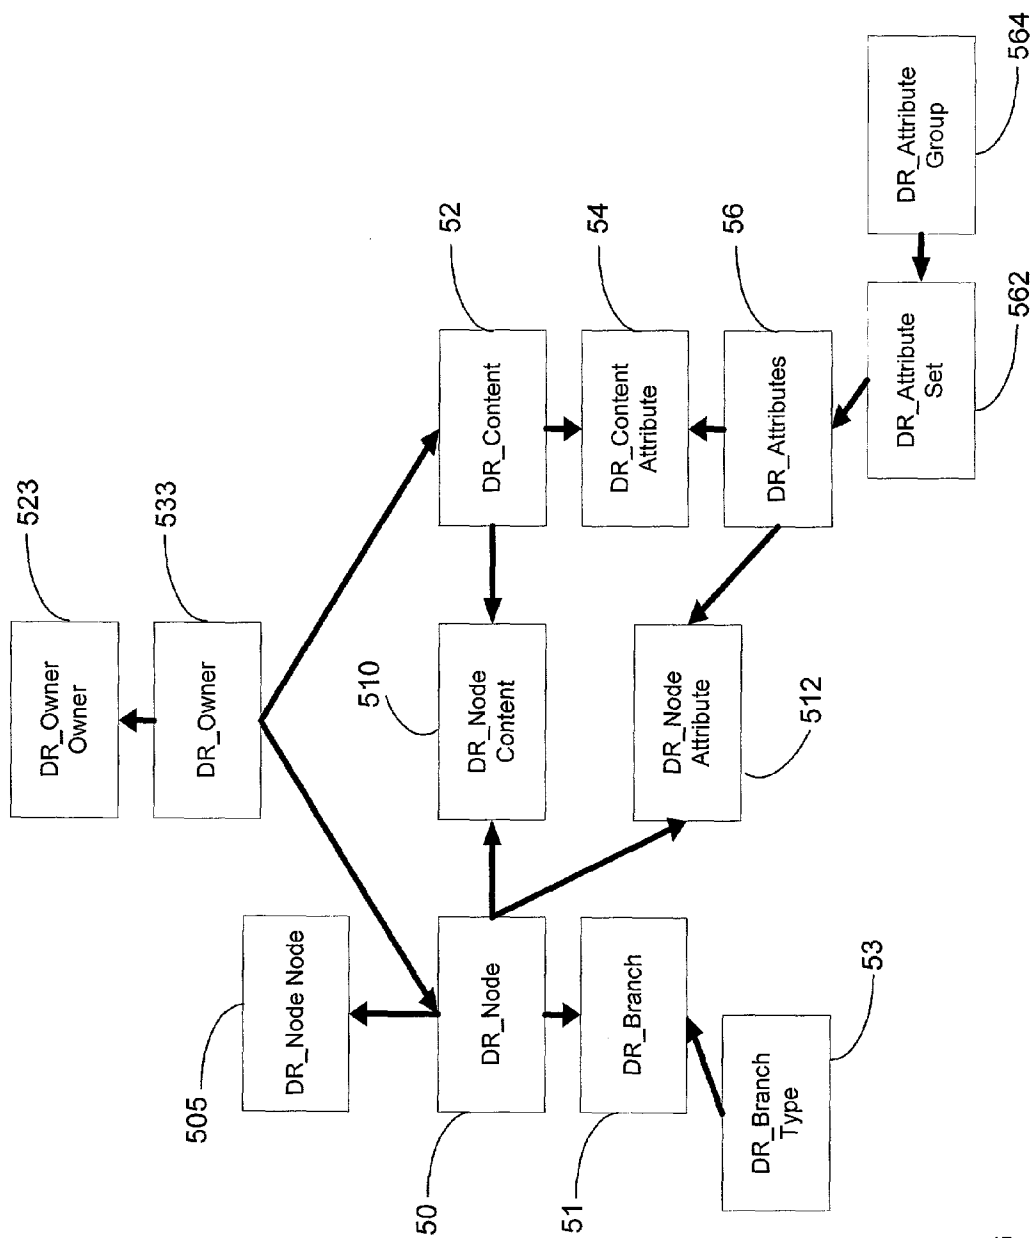 523
DR_Owner
Owner
533
DR_Owner
505
DR_Node Node
510
50
DR_Node
DR_Node
Content
DR_Content
52
51
DR_Branch
DR_Content
Attribute
54
DR_Node
Attribute
512
DR_Branch
Type
53
DR_Attributes
56
DR_Attribute
Set
562
DR_Attribute
Group
564